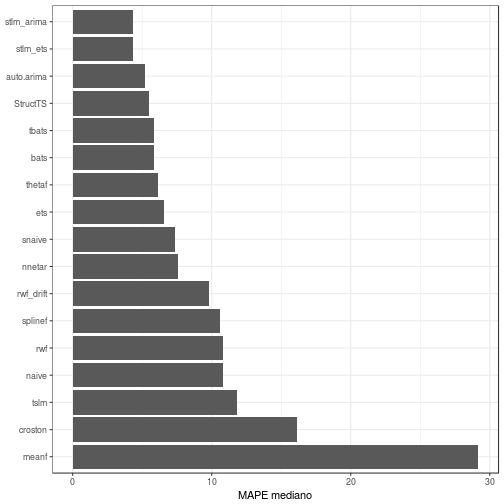 stlm_arima
stlm_ets
auto.arima
StructTS
tbats
bats
thetaf
ets
snaive
nnetar
rwf_drift
splinef
rwf
naive
tslm
croston
meanf
0 10 20 30
MAPE mediano